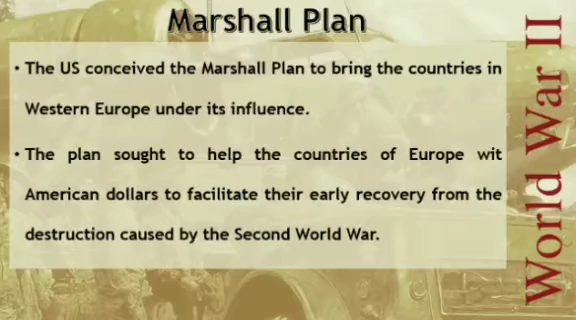 Marshall Plan
• The US conceived the Marshall Plan to bring the countries in
Western Europe under its influence.
• The plan sought to help the countries of Europe wit
American dollars to facilitate their early recovery from the
destruction caused by the Second World War.
World War II